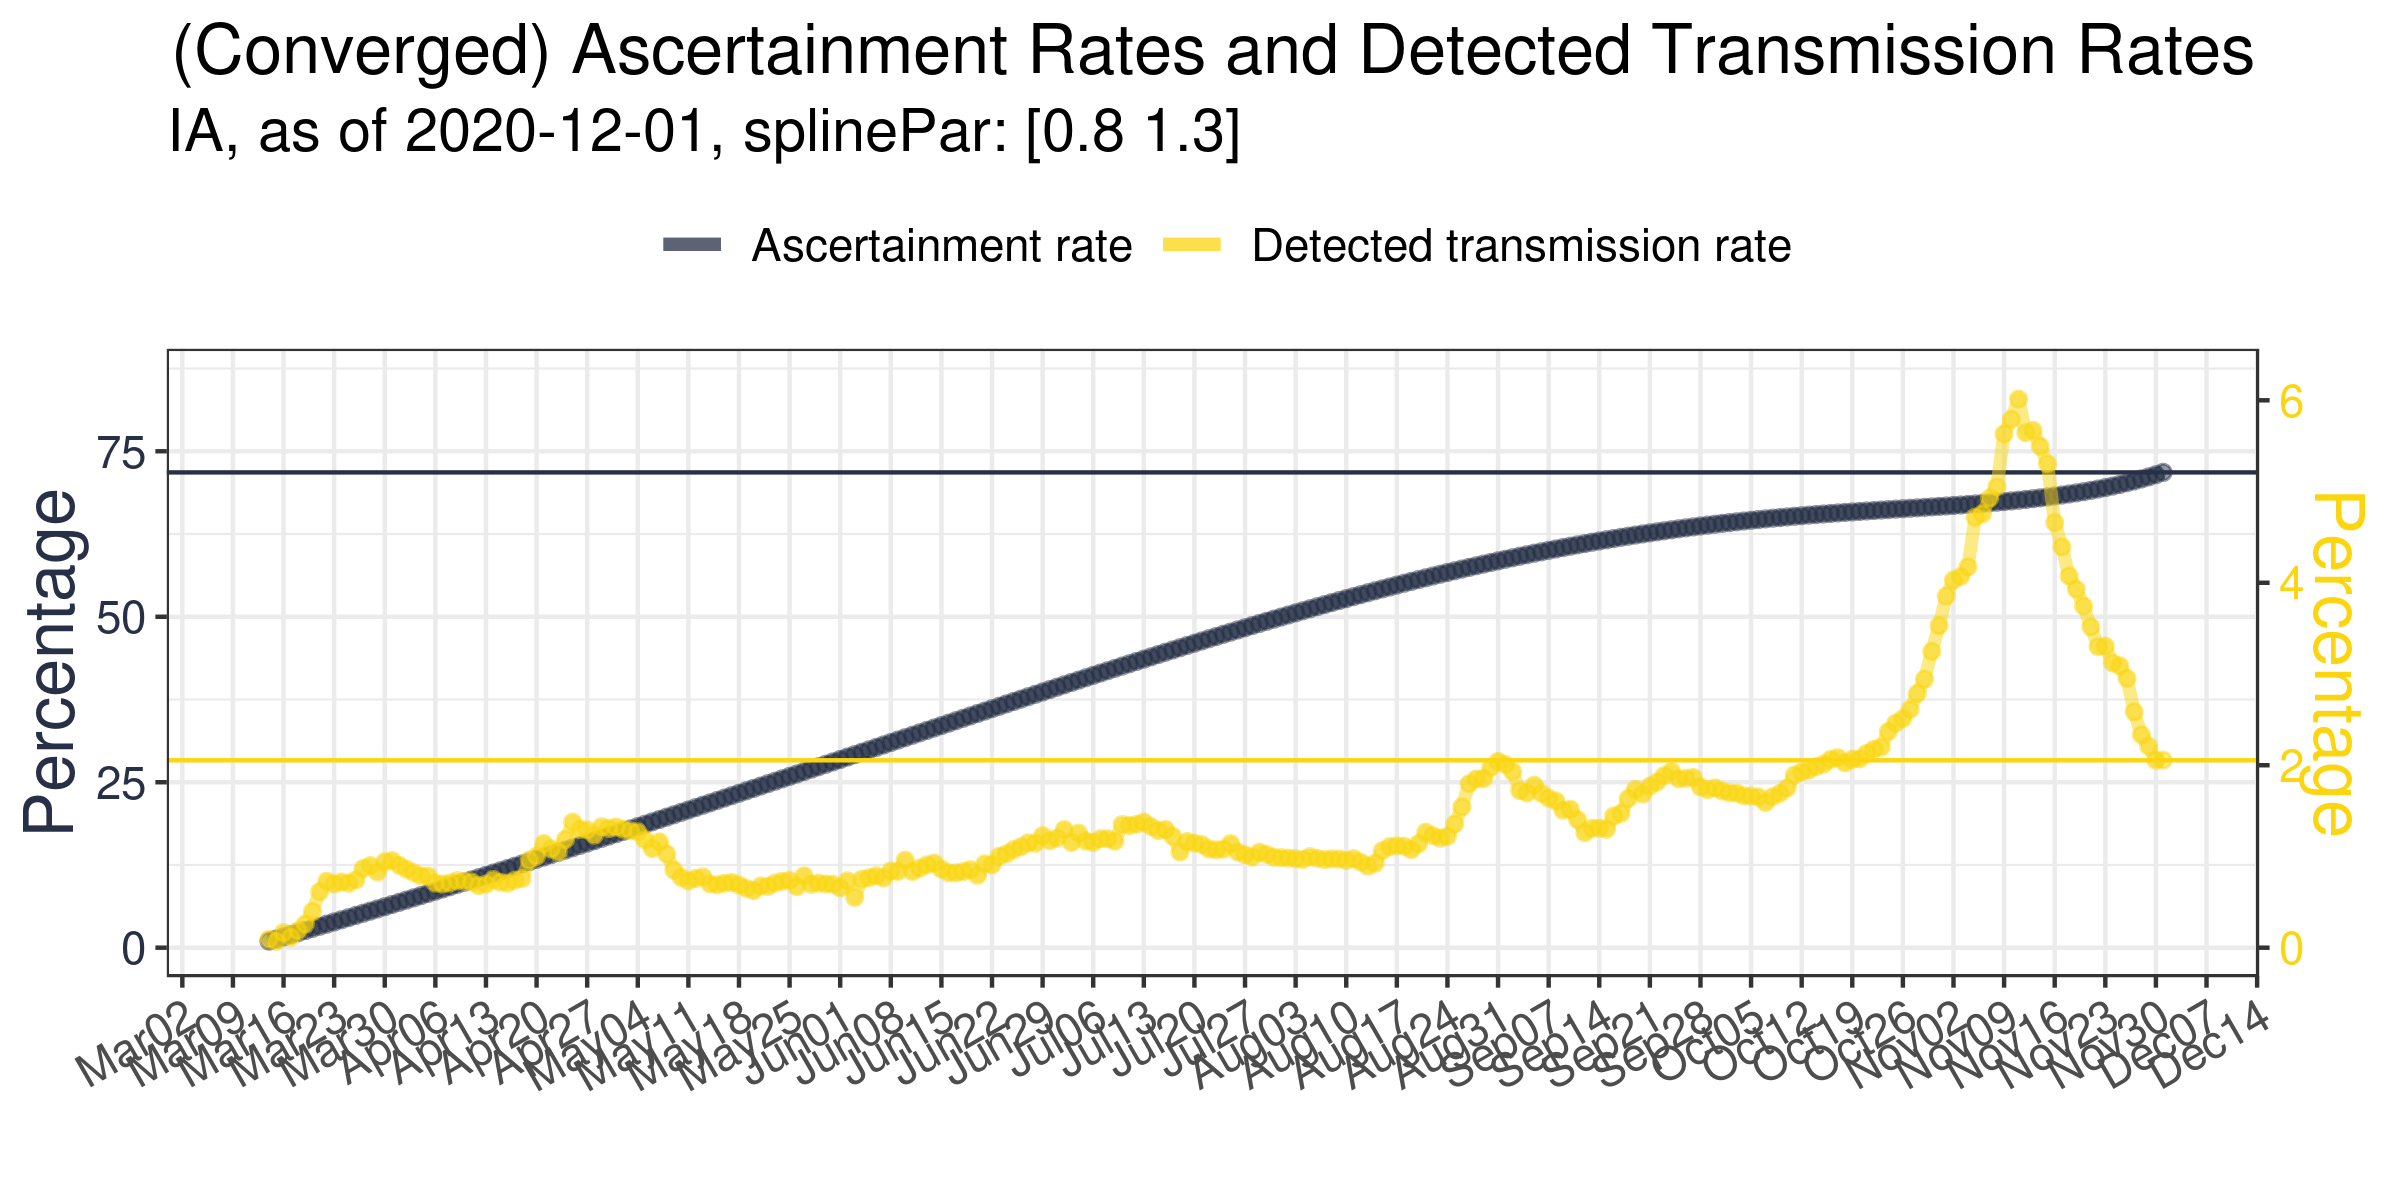 (Converged) Ascertainment Rates and Detected Transmission Rates
IA, as of 2020-12-01, splinePar: [0.8 1.3]
Ascertainment rate
Detected transmission rate
Percentage
75
50
25
0
6
4
2
0
Percentage
Mar02
Mar09
Mar16
Mar23
Mar30
Apr06
Apr13
Apr20
Apr27
May04
May11
May18
May25
Jun01
Jun08
Jun15
Jun22
Jun29
Jul06
Jul13
Jul20
Jul27
Aug03
Aug10
Aug17
Aug24
Aug31
Sep07
Sep14
Sep21
Sep28
Oct05
Oct12
Oct19
Oct26
Nov02
Nov09
Nov16
Nov23
Nov30
Dec07
Dec14